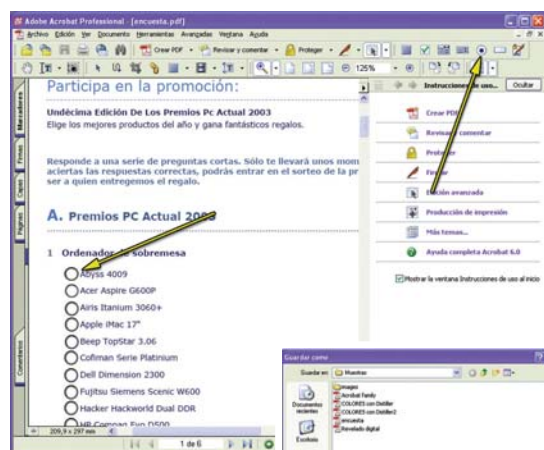 Adobe Acrobat Professional - [encuesta.pdf]
Archivo Edición Ver Documento Herramientas Avanzadas Ventana Ayuda
Crear PDF Revisar y comentar Proteger
125%
Participa en la promoción:
Undécima Edición De Los Premios Pc Actual 2003
Elige los mejores productos del año y gana fantásticos regalos.
Responde a una serie de preguntas cortas. Sólo te llevará unos mom
aciertas las respuestas correctas, podrás entrar en el sorteo de la pr
ser a quien entregemos el regalo.
A. Premios PC Actual 2003
1 Ordenador de sobremesa
Abyss 4009
Acer Aspire G600P
Airis Itanium 3060+
Apple iMac 17"
Beep TopStar 3.06
Cofiman Serie Platinium
Dell Dimension 2300
Fujitsu Siemens Scenic W600
Hacker Hackworld Dual DDR
HP Compaq Evo D500
209,9 x 297 mm
1 de 6
Marcadores
Firmas
Capas
Páginas
Comentarios
Instrucciones de uso...
Ocultar
Crear PDF
Revisar y comentar
Proteger
Firmar
Edición avanzada
Producción de impresión
Más temas...
Ayuda completa Acrobat 6.0
Mostrar la ventana Instrucciones de uso al inicio
Guardar como
Guardar en: Muestras
Documentos recientes
Escritorio
images
Acrobat Family
COLORES con Distiller
COLORES con Distiller2
encuesta
Revelado digital